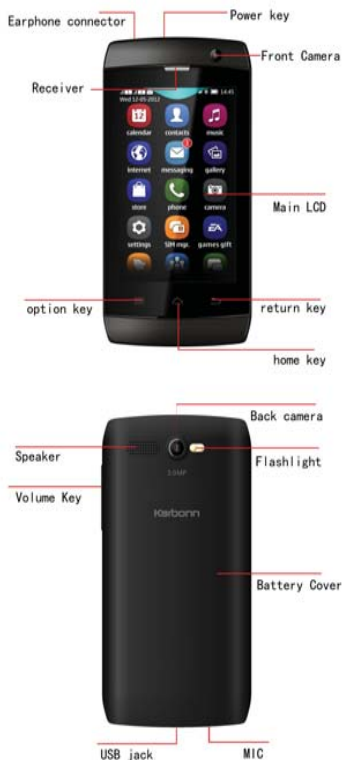 Earphone connector
Power key
Front Camera
Receiver
14:45
Wed 12-05-2012
12
calendar
contacts
music
internet
messaging
gallery
store
phone
camera
Main LCD
settings
SIM mgr.
EA
games gift
option key
return key
home key
Back camera
Speaker
Flashlight
Volume Key
Karbonn
Battery Cover
USB jack
MIC